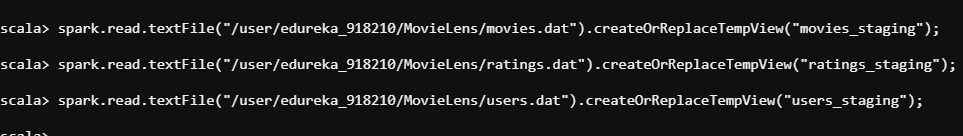 scala> spark.read.textFile("/user/edureka_918210/MovieLens/movies.dat").createOrReplaceTempView("movies_staging");
scala> spark.read.textFile("/user/edureka_918210/MovieLens/ratings.dat").createOrReplaceTempView("ratings_staging");
scala> spark.read.textFile("/user/edureka_918210/MovieLens/users.dat").createOrReplaceTempView("users_staging");
scala>